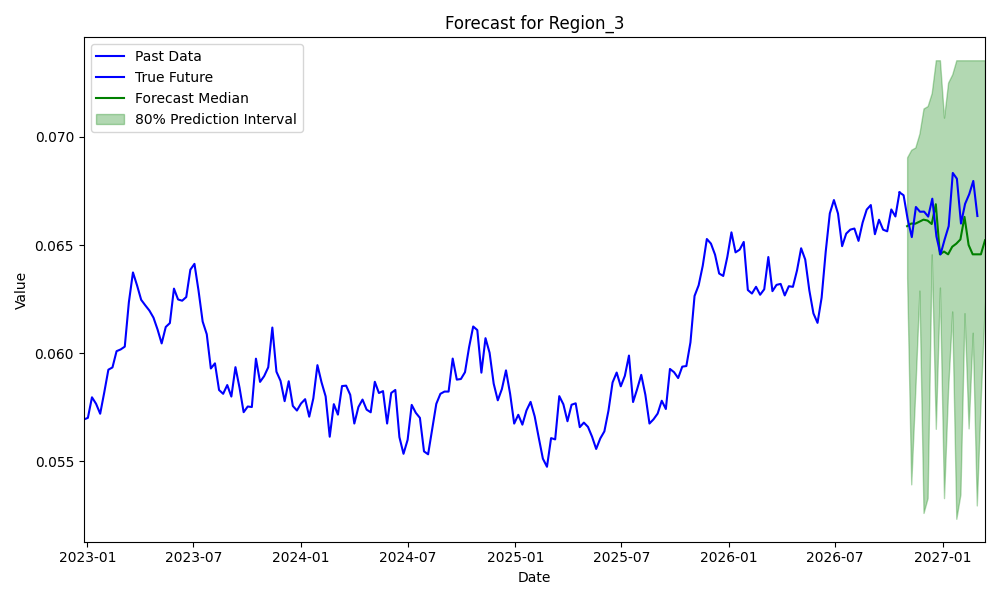 Forecast for Region_3
Past Data
True Future
Forecast Median
80% Prediction Interval
Value
0.070
0.065
0.060
0.055
2023-01
2023-07
2024-01
2024-07
2025-01
2025-07
2026-01
2026-07
2027-01
Date